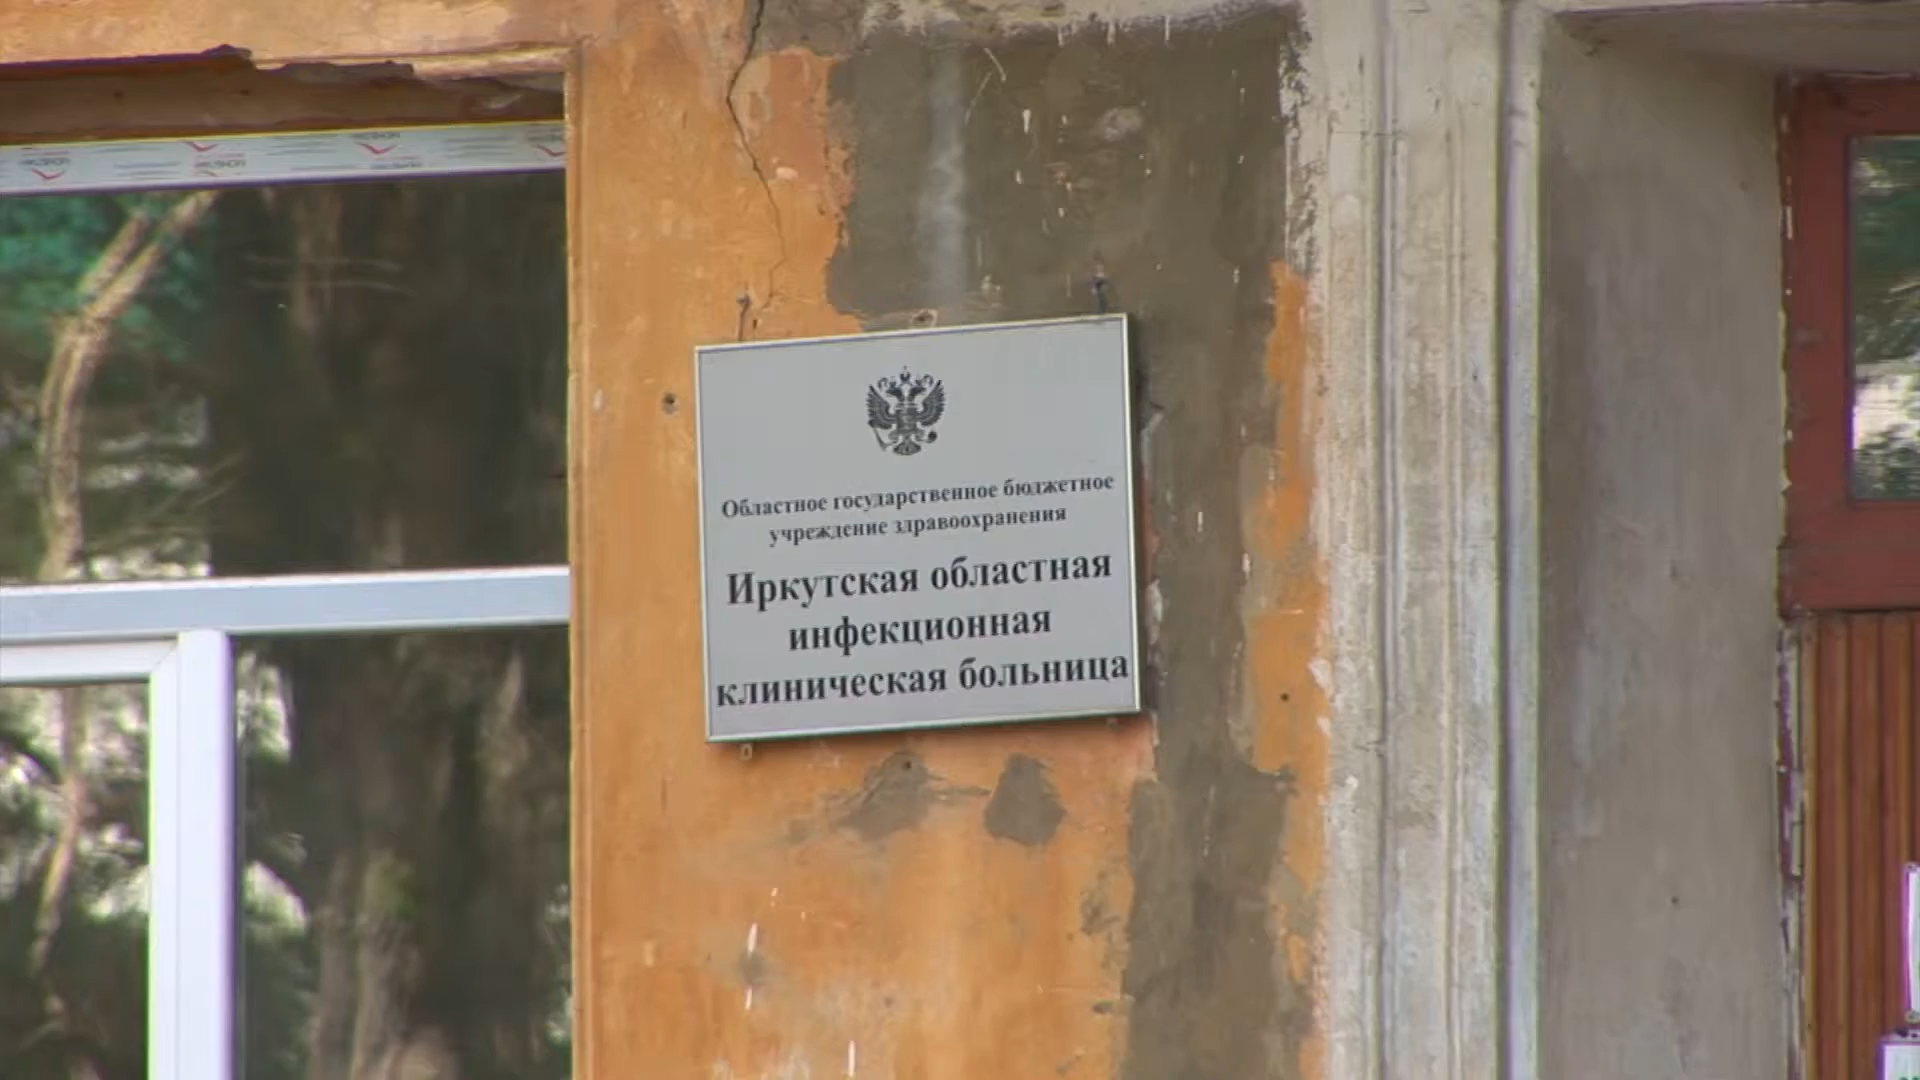 Областное государственное бюджетное
учреждение здравоохранения
Иркутская областная
инфекционная
клиническая больница